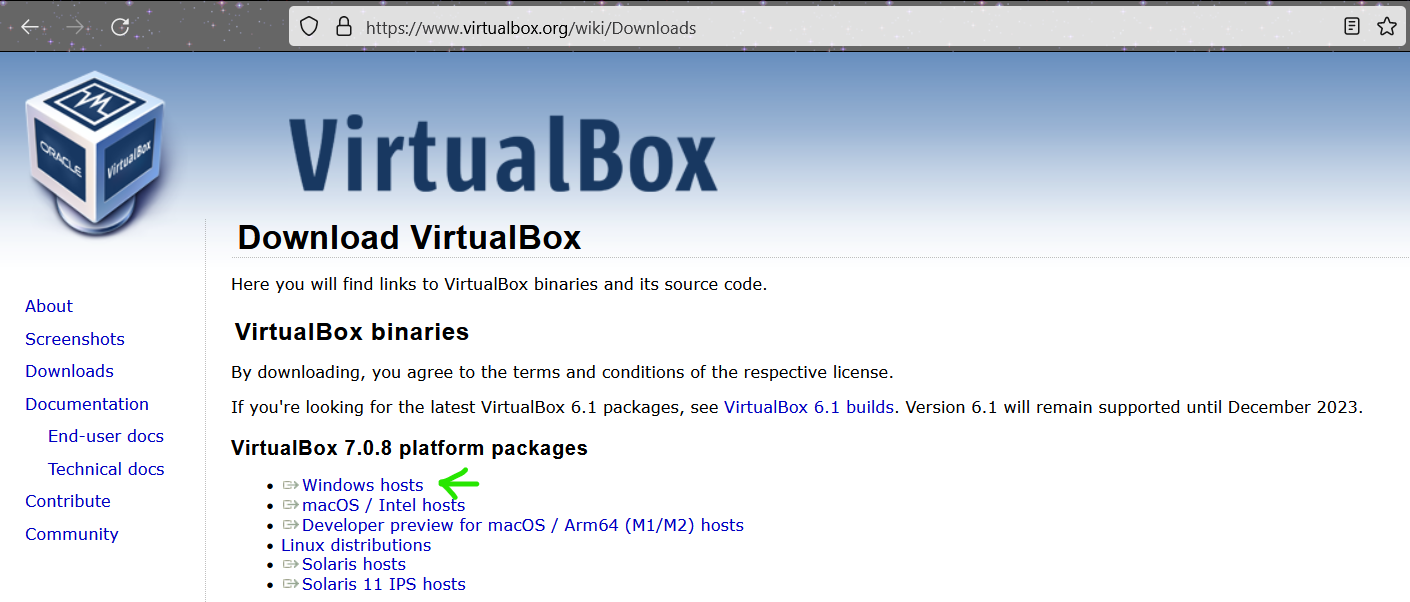 https://www.virtualbox.org/wiki/Downloads
ORACLE
VirtualBox
VirtualBox
Download VirtualBox
Here you will find links to VirtualBox binaries and its source code.
About
Screenshots
Downloads
Documentation
End-user docs
Technical docs
Contribute
Community
VirtualBox binaries
By downloading, you agree to the terms and conditions of the respective license.
If you're looking for the latest VirtualBox 6.1 packages, see VirtualBox 6.1 builds. Version 6.1 will remain supported until December 2023.
VirtualBox 7.0.8 platform packages
Windows hosts
macOS / Intel hosts
Developer preview for macOS / Arm64 (M1/M2) hosts
Linux distributions
Solaris hosts
Solaris 11 IPS hosts